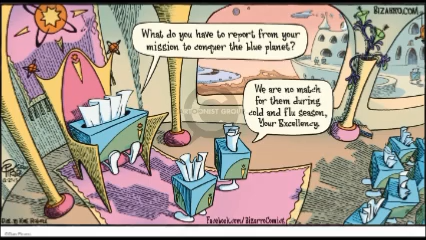 BIZARRO.COM
What do you have to report from your
mission to conquer the blue planet?
We are no match
for them during
cold and flu season,
Your Excellency.
Facebook.com/BizarroComics